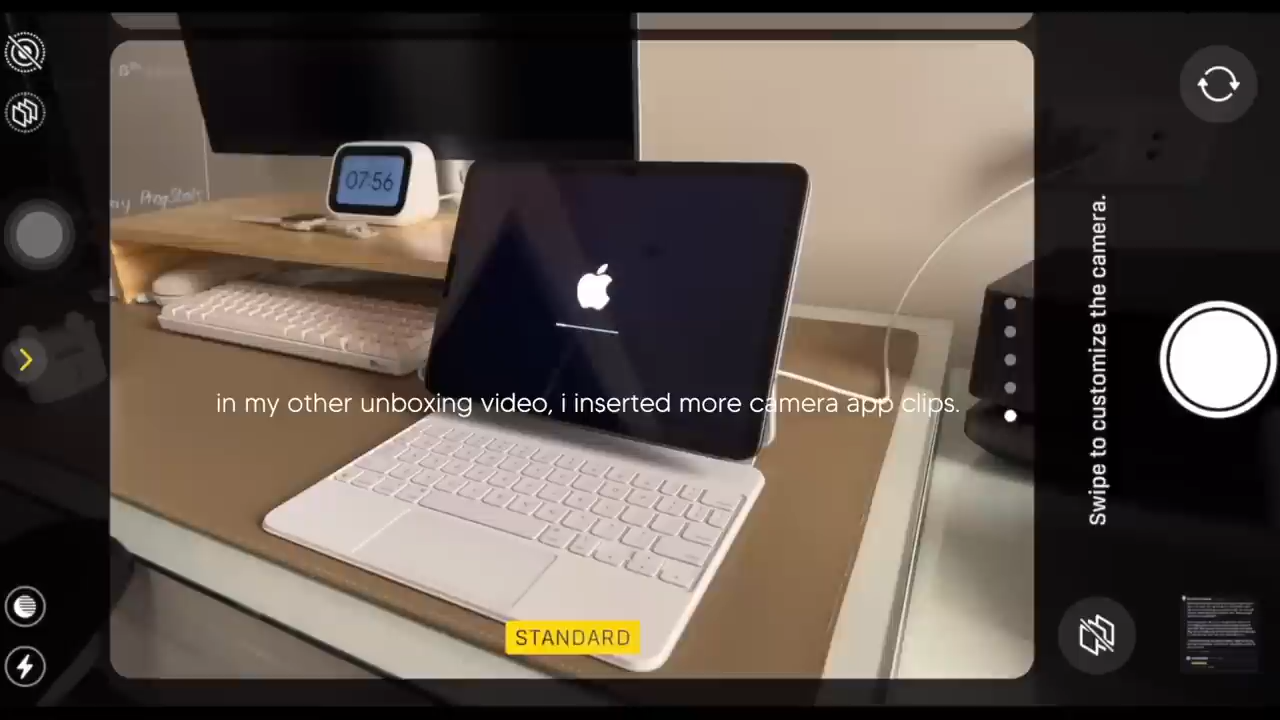 07:56
in my other unboxing video, i inserted more camera app clips.
STANDARD
Swipe to customize the camera.